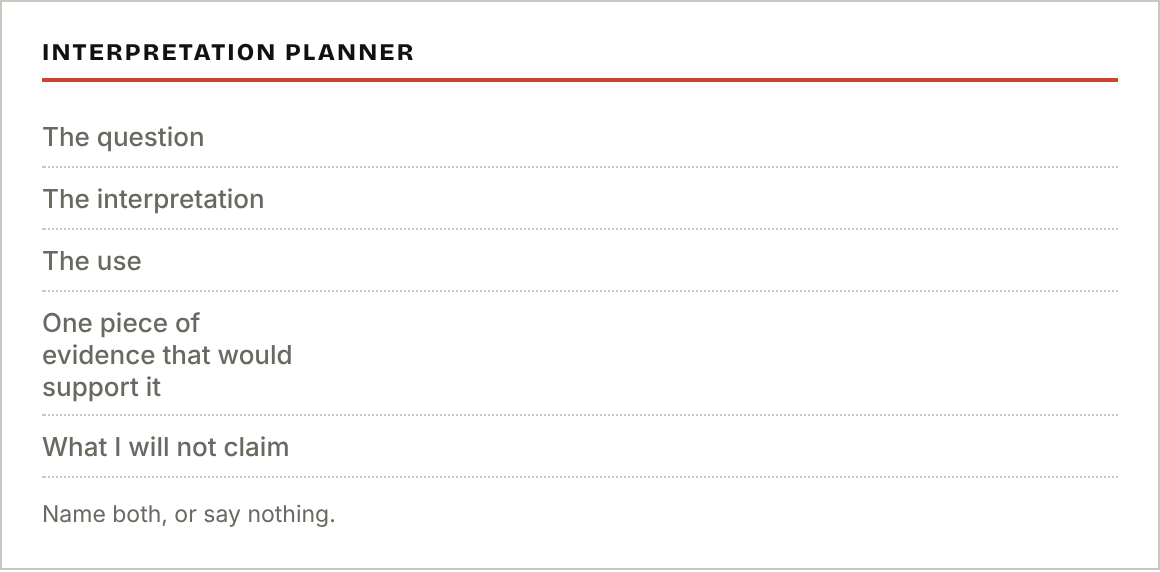 INTERPRETATION PLANNER
The question
The interpretation
The use
One piece of
evidence that would
support it
What I will not claim
Name both, or say nothing.